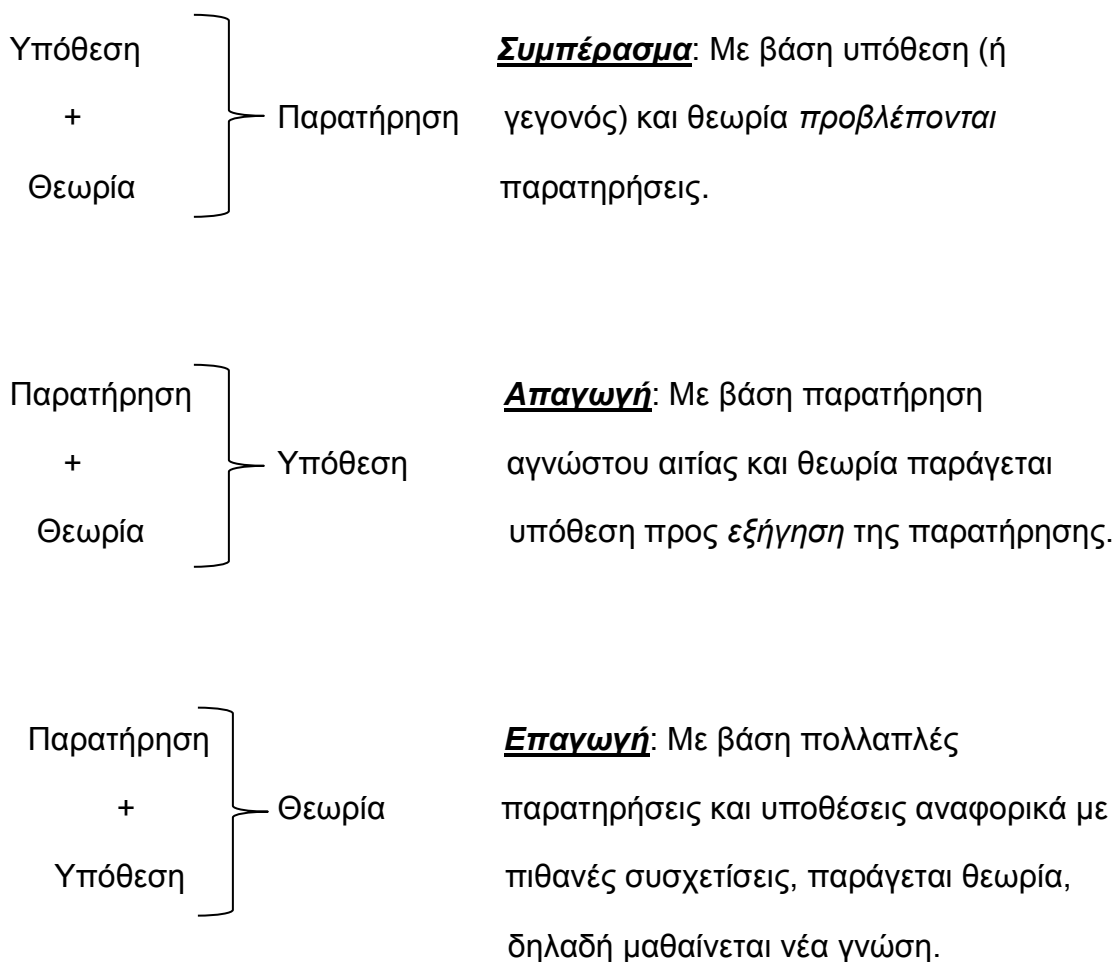 Υπόθεση
+
Θεωρία
Παρατήρηση
Συμπέρασμα: Με βάση υπόθεση (ή
γεγονός) και θεωρία προβλέπονται
παρατηρήσεις.
Παρατήρηση
+
Θεωρία
Υπόθεση
Απαγωγή: Με βάση παρατήρηση
αγνώστου αιτίας και θεωρία παράγεται
υπόθεση προς εξήγηση της παρατήρησης.
Παρατήρηση
+
Υπόθεση
Θεωρία
Επαγωγή: Με βάση πολλαπλές
παρατηρήσεις και υποθέσεις αναφορικά με
πιθανές συσχετίσεις, παράγεται θεωρία,
δηλαδή μαθαίνεται νέα γνώση.